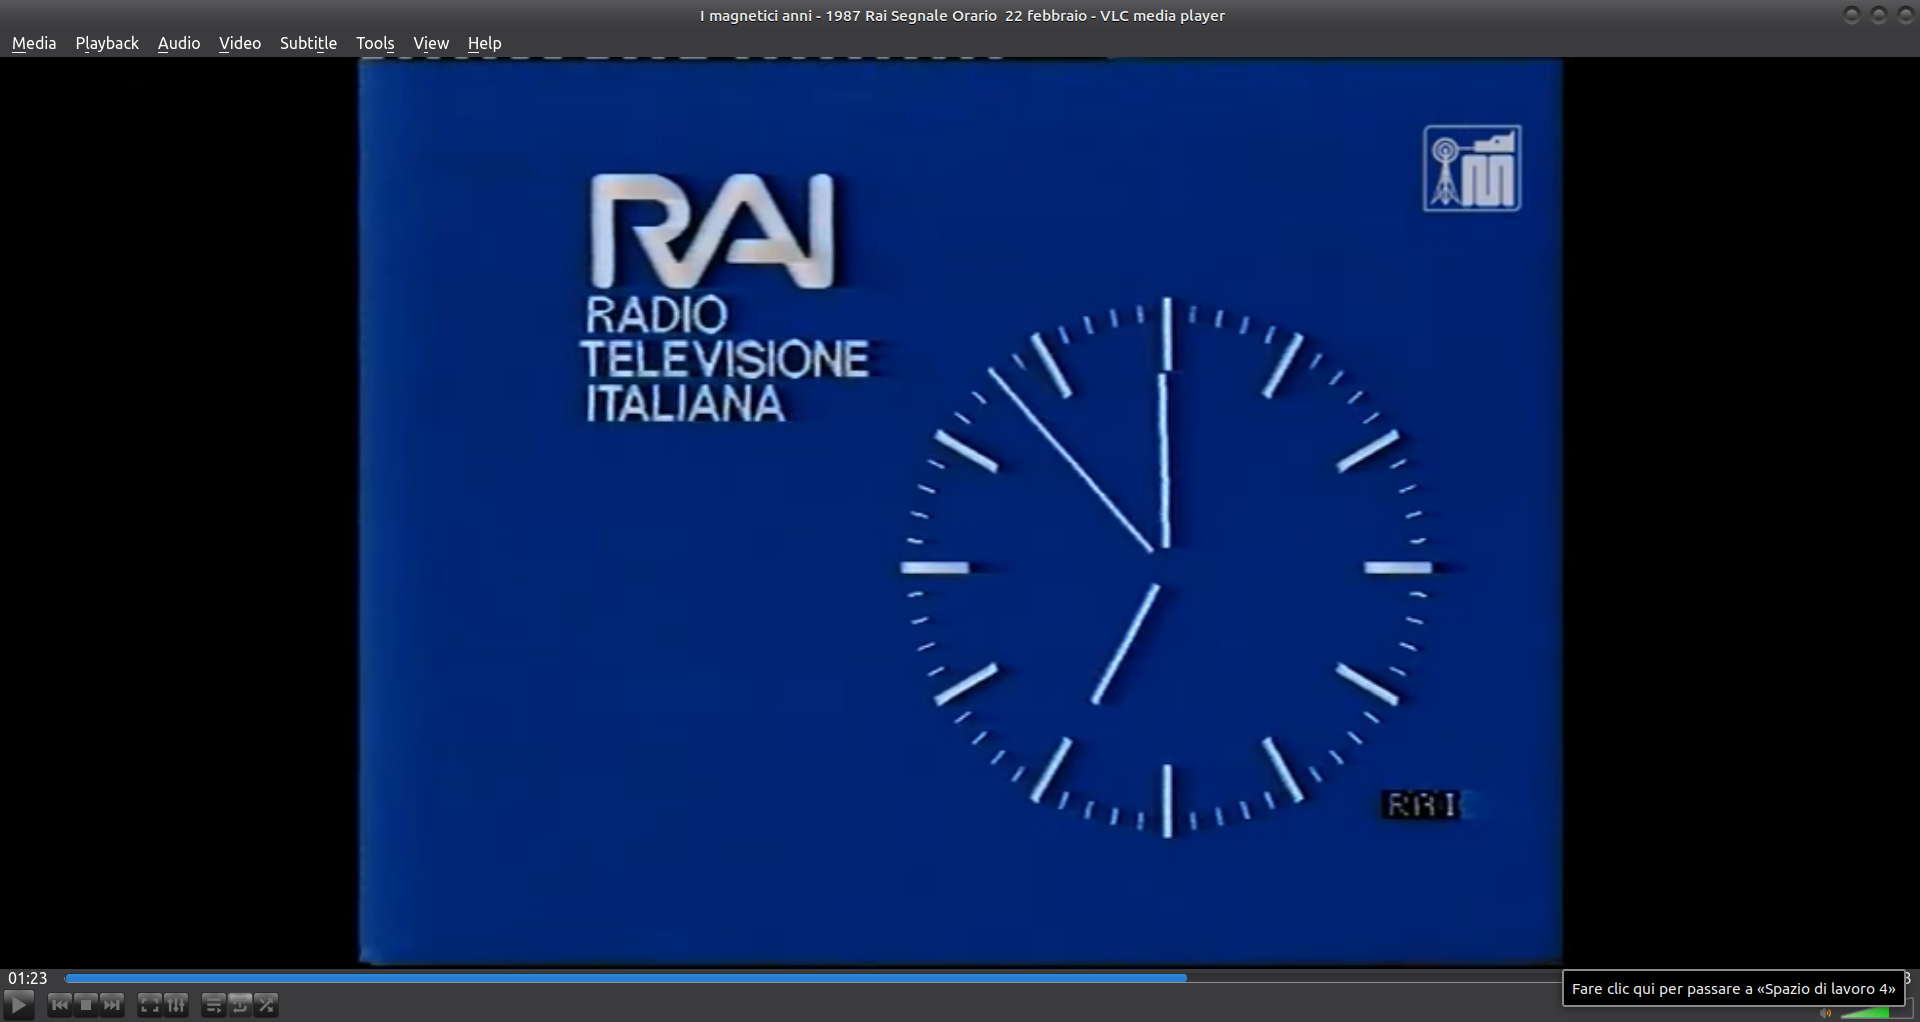 I magnetici anni - 1987 Rai Segnale Orario 22 febbraio - VLC media player
Media Playback Audio Video Subtitle Tools View Help
RAI
RADIO
TELEVISIONE
ITALIANA
RAI
01:23
Fare clic qui per passare a «Spazio di lavoro 4»